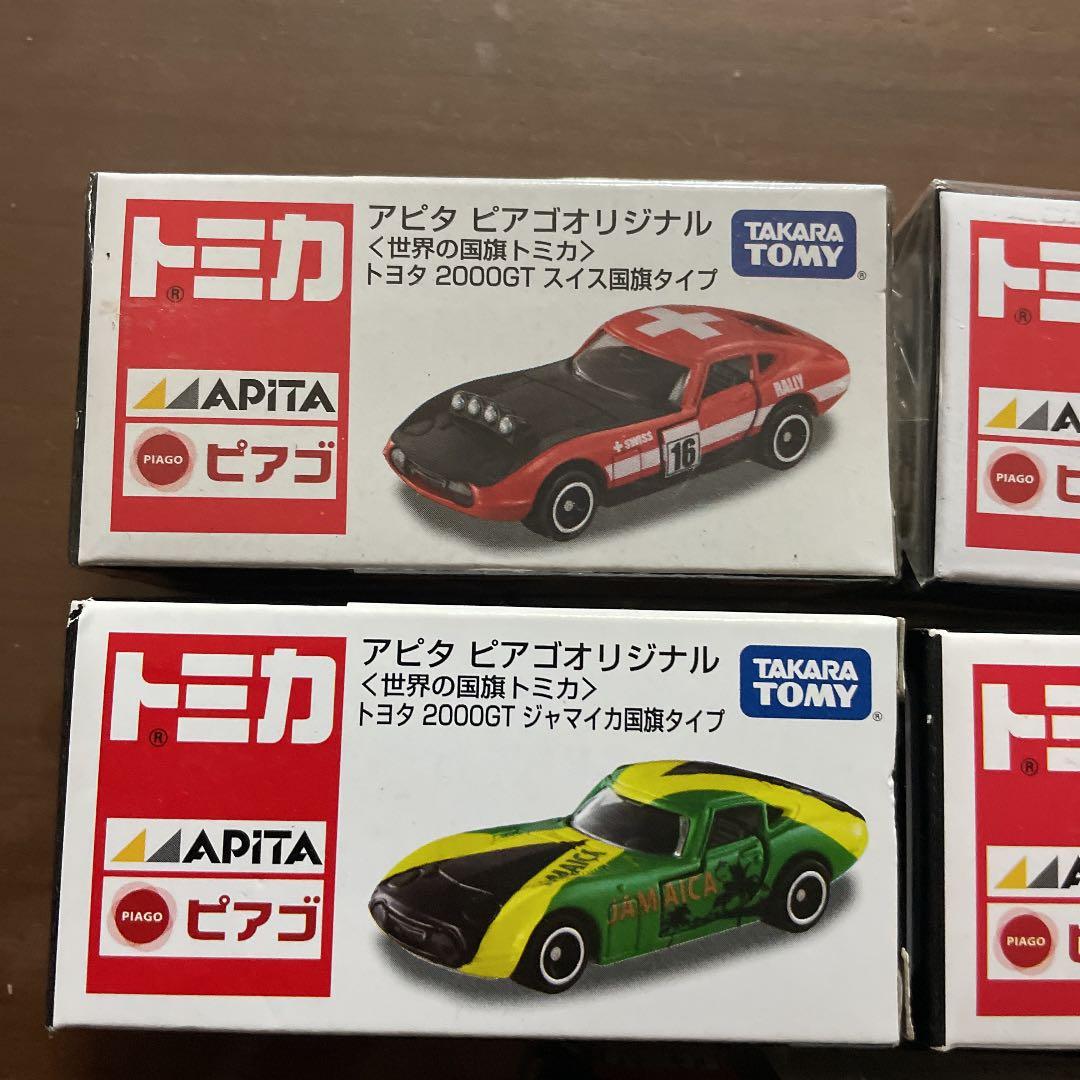 トミカ
®
APiTA
PIAGO
ピアゴ
アピタ ピアゴオリジナル
<世界の国旗トミカ>
トヨタ 2000GT スイス国旗タイプ
TAKARA
TOMY
®
RALLY
SWISS
16
トミ
®
PIAGO
トミカ
®
APiTA
PIAGO
ピアゴ
アピタ ピアゴオリジナル
<世界の国旗トミカ>
トヨタ 2000GT ジャマイカ国旗タイプ
TAKARA
TOMY
®
JAMAICA
トミ
®
PIAGO